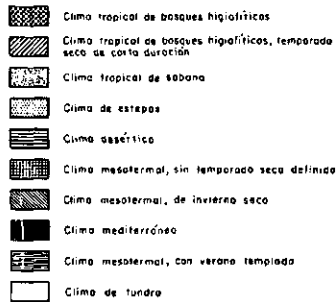 Clima tropical de bosques higiofíticos
Clima tropical de bosques higiofíticos, temporada
seca de corta duración
Clima tropical de sabana
Clima de estepas
Clima desértico
Clima mesotermal, sin temporada seca definida
Clima mesotermal, de invierno seco
Clima mediterráneo
Clima mesotermal, con verano templado
Clima de tundra